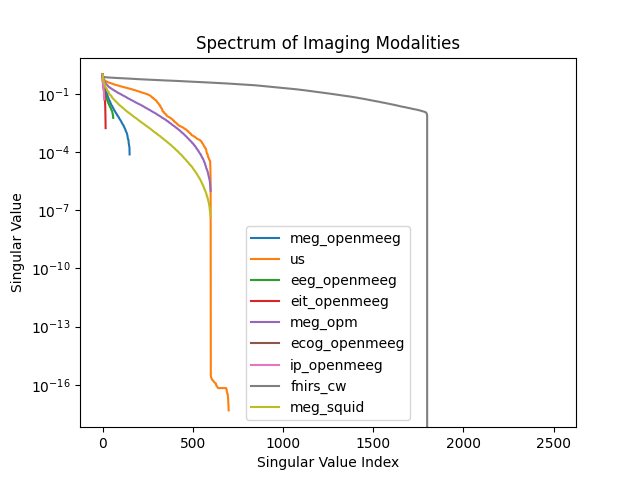 Spectrum of Imaging Modalities
Singular Value
10⁻¹
10⁻⁴
10⁻⁷
10⁻¹⁰
10⁻¹³
10⁻¹⁶
meg_openmeeg
us
eeg_openmeeg
eit_openmeeg
meg_opm
ecog_openmeeg
ip_openmeeg
fnirs_cw
meg_squid
0 500 1000 1500 2000 2500
Singular Value Index